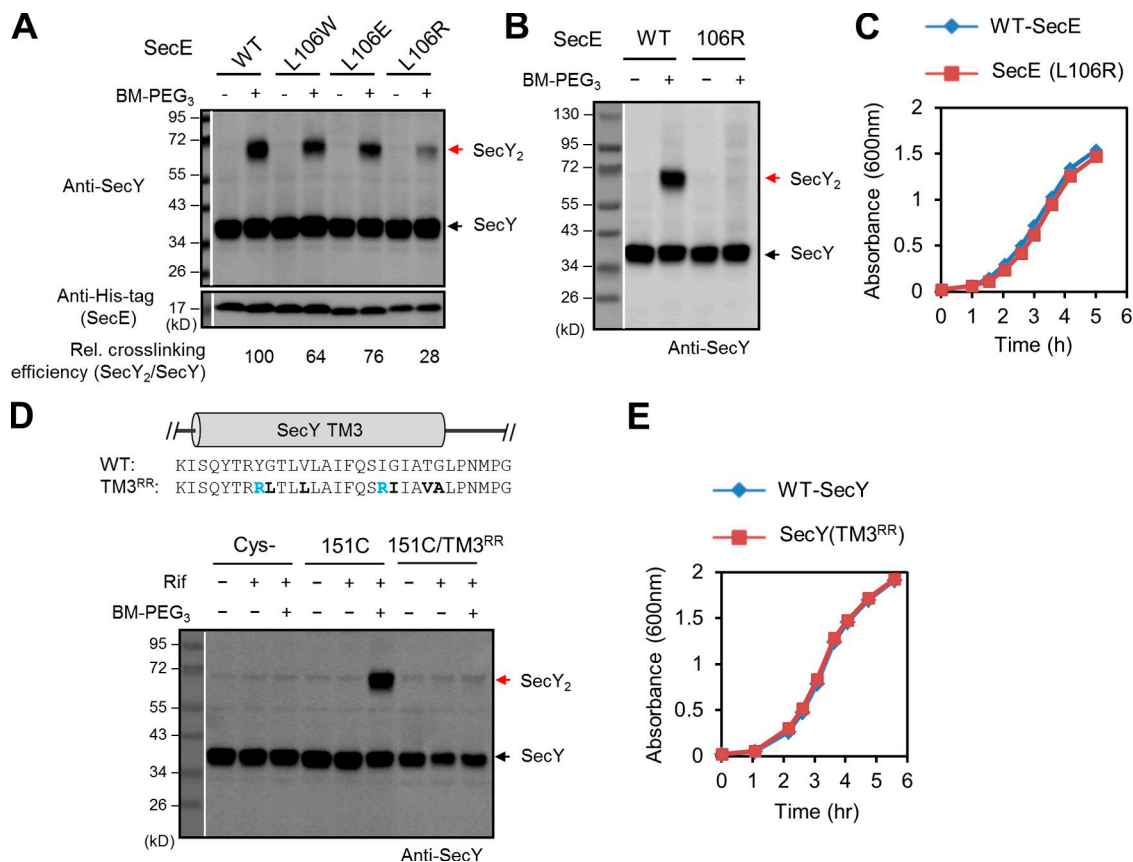 A
SecE
WT
L106W
L106E
L106R
BM-PEG3
- + - + - + - +
95
72
55
43
34
26
Anti-SecY
SecY2
SecY
Anti-His-tag
(SecE)
17
(kD)
Rel. crosslinking
efficiency (SecY2/SecY)
100 64 76 28
B
SecE WT 106R
BM-PEG3 − + − +
130
95
72
55
43
34
26
(kD)
SecY2
SecY
Anti-SecY
C
WT-SecE
SecE (L106R)
Absorbance (600nm)
2
1.5
1
0.5
0
0 1 2 3 4 5 6
Time (h)
D
SecY TM3
WT: KISQYTRYGTLVLAIFQSIGIATGLPNMPG
TM3RR: KISQYTRRLTLLLAIFQSRIIAVALPNMPG
Cys- 151C 151C/TM3RR
Rif − + + − + + − + +
BM-PEG3 − − + − − + − − +
95
72
55
43
34
26
(kD)
SecY2
SecY
Anti-SecY
E
WT-SecY
SecY(TM3RR)
Absorbance (600nm)
2
1.5
1
0.5
0
0 1 2 3 4 5 6
Time (hr)